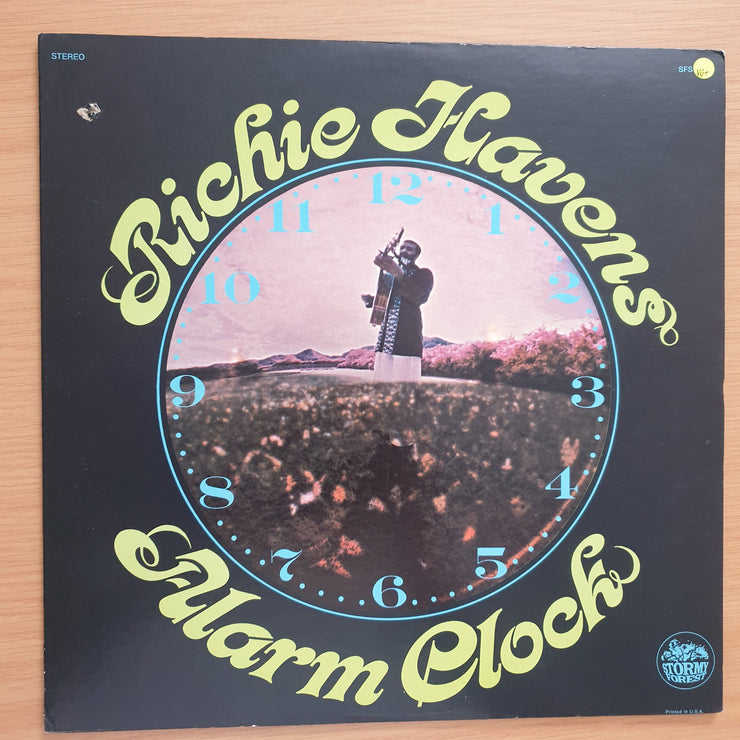 STEREO
SFS
VG+
Richie Havens
12
1
2
3
4
5
6
7
8
9
10
11
Alarm Clock
STORMY
FOREST
Printed in U.S.A.